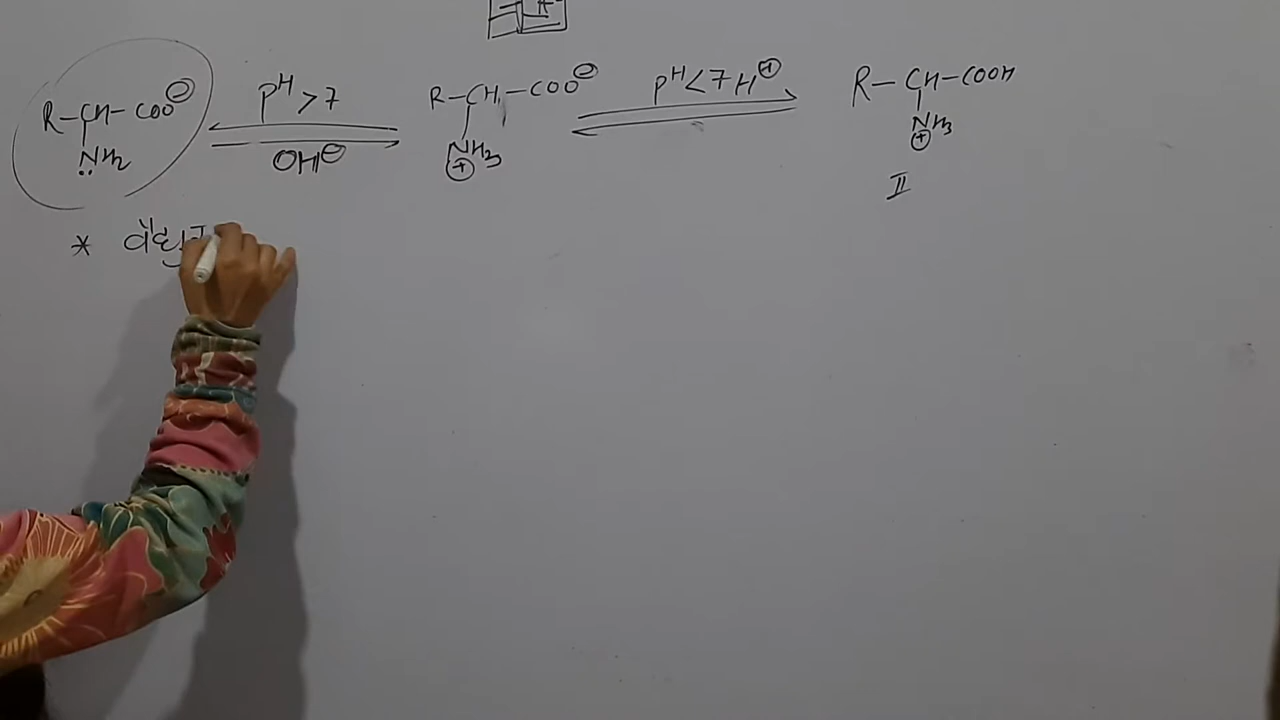 R-CH-COO⊖ pH>7 R-CH-COO⊖ pH<7 H⊕ R-CH-COOH
NH2 OH⊖ NH3 NH3
⊕ ⊕
II
*